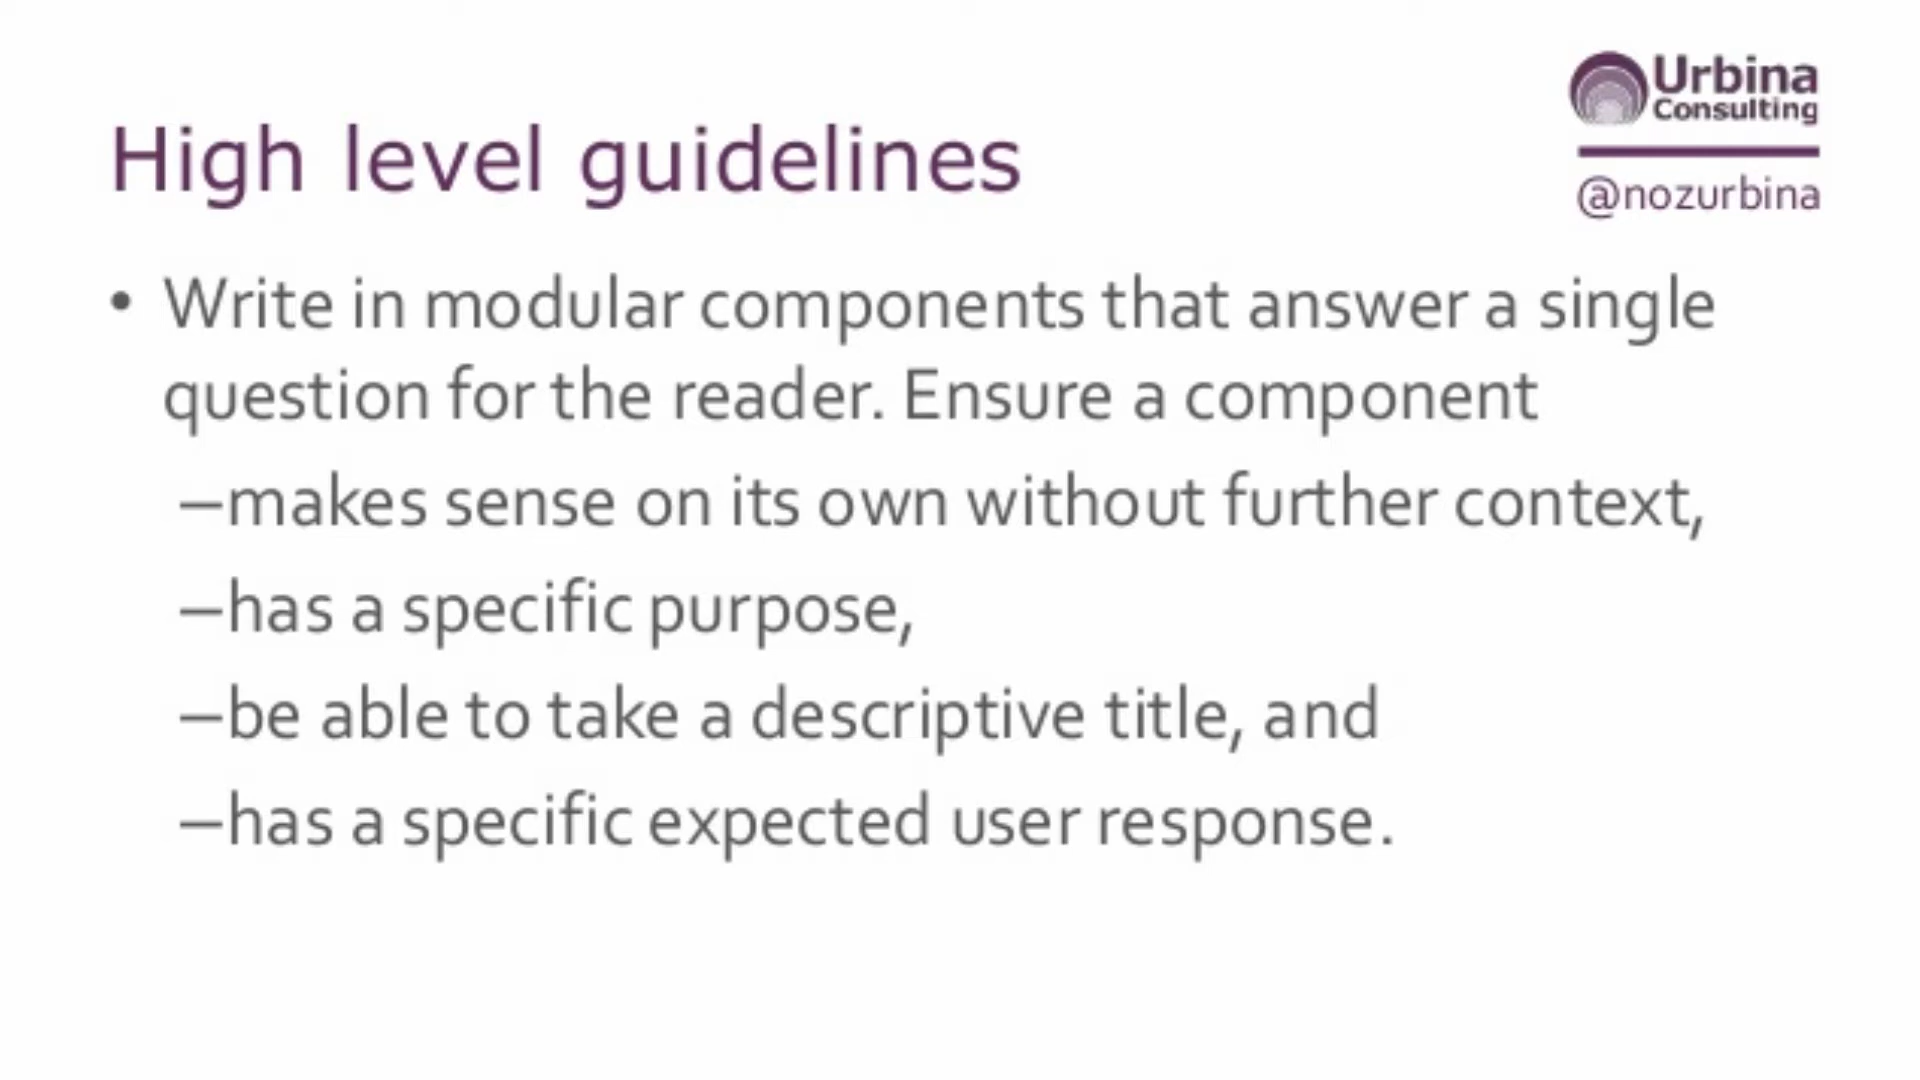 Urbina
Consulting
@nozurbina
High level guidelines
• Write in modular components that answer a single
question for the reader. Ensure a component
–makes sense on its own without further context,
–has a specific purpose,
–be able to take a descriptive title, and
–has a specific expected user response.